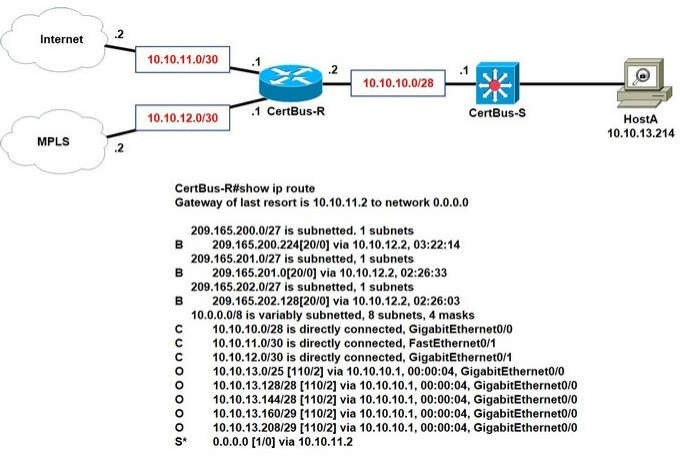 Internet
.2
10.10.11.0/30
.1
.2
10.10.10.0/28
.1
10.10.12.0/30
.1 CertBus-R
CertBus-S
HostA
10.10.13.214
MPLS
.2
CertBus-R#show ip route
Gateway of last resort is 10.10.11.2 to network 0.0.0.0
209.165.200.0/27 is subnetted. 1 subnets
B 209.165.200.224[20/0] via 10.10.12.2, 03:22:14
209.165.201.0/27 is subnetted, 1 subnets
B 209.165.201.0[20/0] via 10.10.12.2, 02:26:33
209.165.202.0/27 is subnetted, 1 subnets
B 209.165.202.128[20/0] via 10.10.12.2, 02:26:03
10.0.0.0/8 is variably subnetted, 8 subnets, 4 masks
C 10.10.10.0/28 is directly connected, GigabitEthernet0/0
C 10.10.11.0/30 is directly connected, FastEthernet0/1
C 10.10.12.0/30 is directly connected, GigabitEthernet0/1
O 10.10.13.0/25 [110/2] via 10.10.10.1, 00:00:04, GigabitEthernet0/0
O 10.10.13.128/28 [110/2] via 10.10.10.1, 00:00:04, GigabitEthernet0/0
O 10.10.13.144/28 [110/2] via 10.10.10.1, 00:00:04, GigabitEthernet0/0
O 10.10.13.160/29 [110/2] via 10.10.10.1, 00:00:04, GigabitEthernet0/0
O 10.10.13.208/29 [110/2] via 10.10.10.1, 00:00:04, GigabitEthernet0/0
S* 0.0.0.0 [1/0] via 10.10.11.2